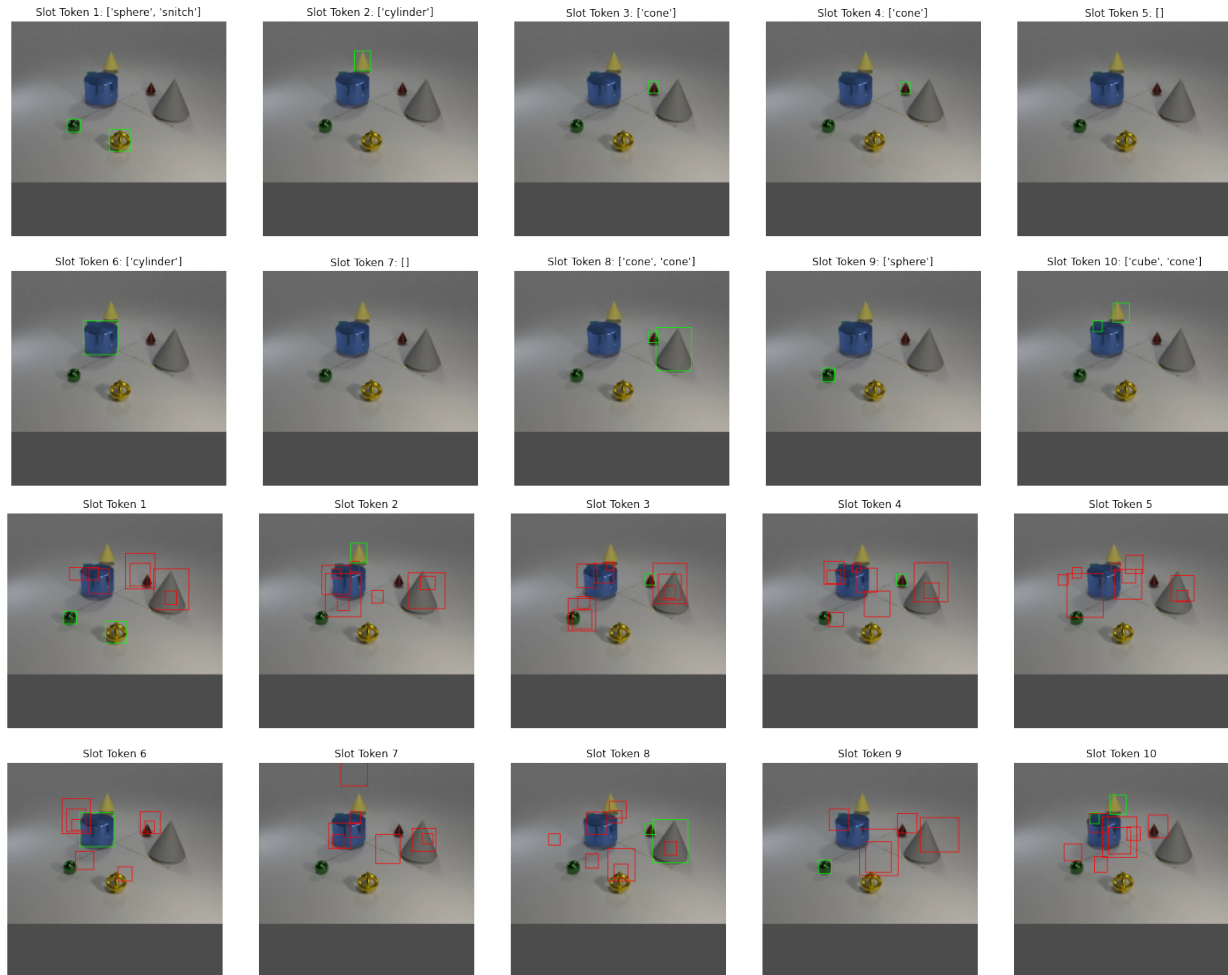 Slot Token 1: ['sphere', 'snitch']
Slot Token 2: ['cylinder']
Slot Token 3: ['cone']
Slot Token 4: ['cone']
Slot Token 5: []
Slot Token 6: ['cylinder']
Slot Token 7: []
Slot Token 8: ['cone', 'cone']
Slot Token 9: ['sphere']
Slot Token 10: ['cube', 'cone']
Slot Token 1
Slot Token 2
Slot Token 3
Slot Token 4
Slot Token 5
Slot Token 6
Slot Token 7
Slot Token 8
Slot Token 9
Slot Token 10